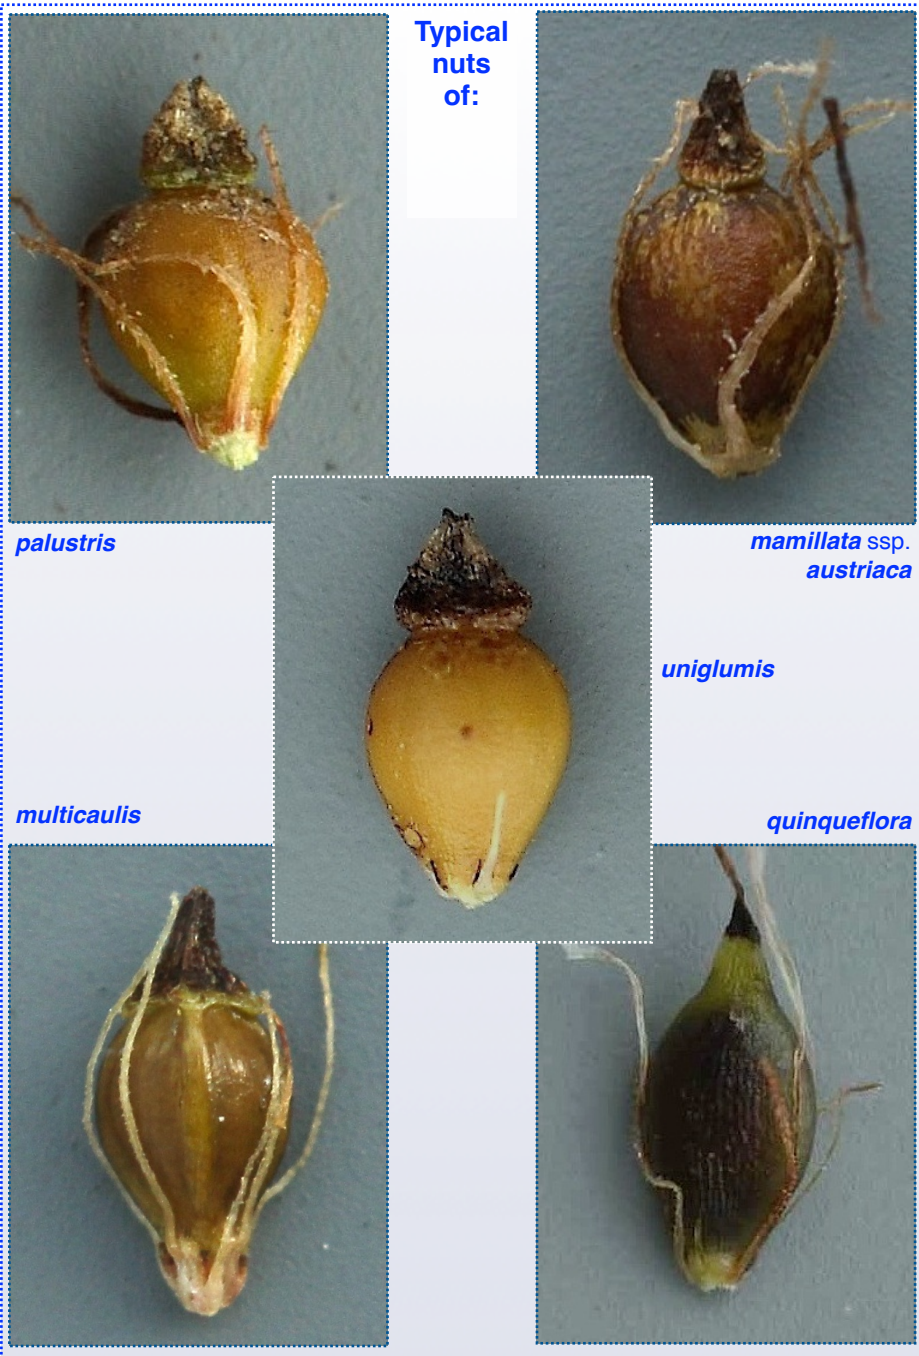 Typical
nuts
of:
palustris
mamillata ssp.
austriaca
uniglumis
multicaulis
quinqueflora